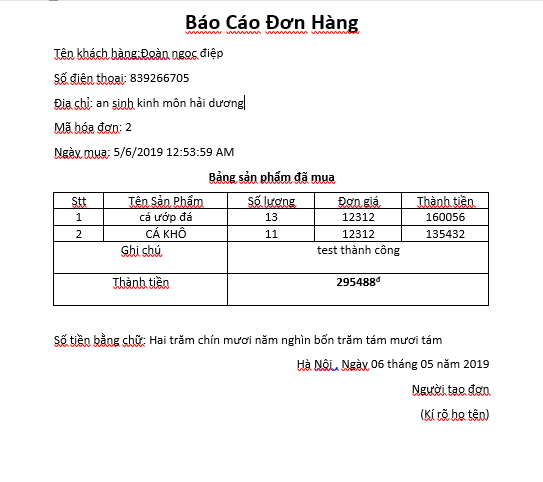 Báo Cáo Đơn Hàng
Tên khách hàng:Đoàn ngọc điệp
Số điện thoại: 839266705
Địa chỉ: an sinh kinh môn hải dương
Mã hóa đơn: 2
Ngày mua: 5/6/2019 12:53:59 AM
Bảng sản phẩm đã mua
Stt Tên Sản Phẩm Số lượng Đơn giá Thành tiền
1 cá ướp đá 13 12312 160056
2 CÁ KHÔ 11 12312 135432
Ghi chú test thành công
Thành tiền 295488đ
Số tiền bằng chữ: Hai trăm chín mươi năm nghìn bốn trăm tám mươi tám
Hà Nội , Ngày 06 tháng 05 năm 2019
Người tạo đơn
(Kí rõ họ tên)